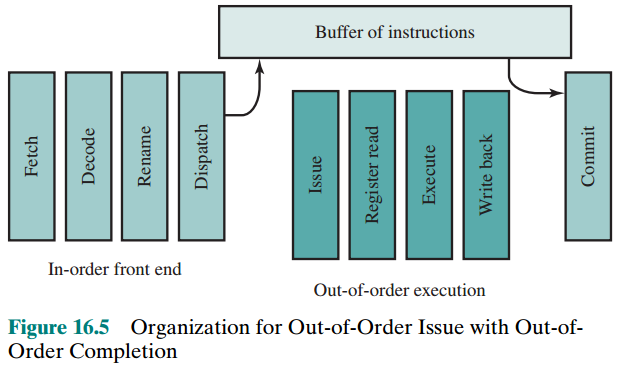 Buffer of instructions
Fetch
Decode
Rename
Dispatch
Issue
Register read
Execute
Write back
Commit
In-order front end
Out-of-order execution
Figure 16.5 Organization for Out-of-Order Issue with Out-of-
Order Completion